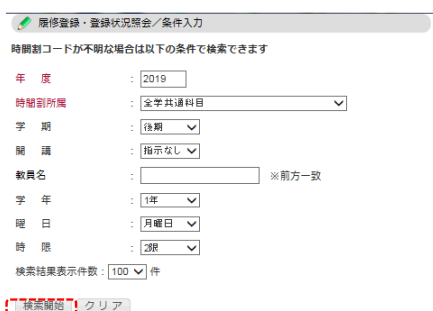 履修登録・登録状況照会／条件入力
時間割コードが不明な場合は以下の条件で検索できます
年　度　：2019
時間割所属　：全学共通科目
学　期　：後期
開　講　：指示なし
教員名　：　※前方一致
学　年　：1年
曜　日　：月曜日
時　限　：2限
検索結果表示件数：100 件
検索開始　クリア